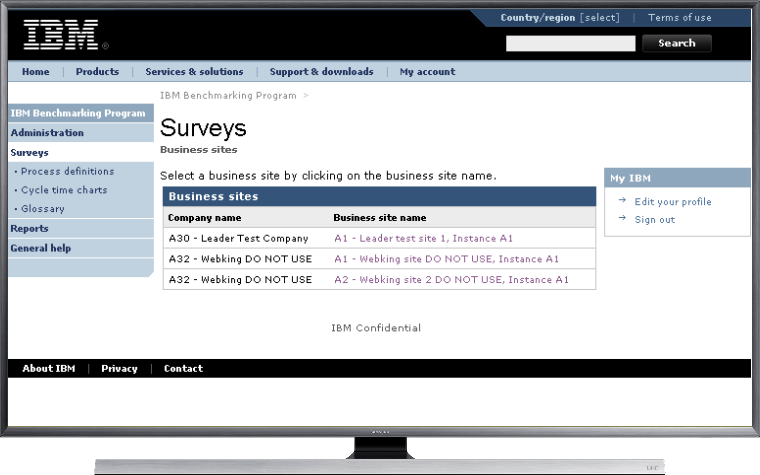 Country/region [select] | Terms of use
IBM®
Search
Home | Products | Services & solutions | Support & downloads | My account
IBM Benchmarking Program >
IBM Benchmarking Program
Administration
Surveys
• Process definitions
• Cycle time charts
• Glossary
Reports
General help
Surveys
Business sites
Select a business site by clicking on the business site name.
Business sites
Company name Business site name
A30 - Leader Test Company A1 - Leader test site 1, Instance A1
A32 - Webking DO NOT USE A1 - Webking site DO NOT USE, Instance A1
A32 - Webking DO NOT USE A2 - Webking site 2 DO NOT USE, Instance A1
My IBM
→ Edit your profile
→ Sign out
IBM Confidential
About IBM | Privacy | Contact